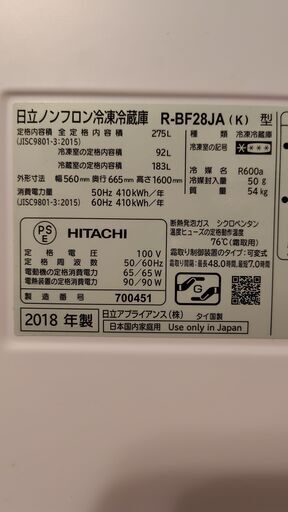 日立ノンフロン冷凍冷蔵庫 R-BF28JA (K) 型
定格内容積 全定格内容積 275L
(JISC9801-3:2015)
冷凍室の定格内容積 92L
冷蔵室の定格内容積 183L
外形寸法 幅560mm 奥行665mm 高さ1600mm
消費電力量 50Hz 410kWh/年
(JISC9801-3:2015) 60Hz 410kWh/年
種類 冷凍冷蔵庫
冷凍室の記号
冷媒 R600a
冷媒封入量 50g
質量 54kg
断熱発泡ガス シクロペンタン
温度ヒューズの定格動作温度
76℃(霜取用)
霜取り制御装置のタイプ:可変式
霜取間隔:最長48.0時間,最短7.0時間
PS
E
HITACHI
定格電圧 100V
定格周波数 50/60Hz
電動機の定格消費電力 65/65W
電熱装置の定格消費電力 90/90W
製造番号 700451
G
2018年製
日立アプライアンス(株) タイ国製
日本国内家庭用 Use only in Japan